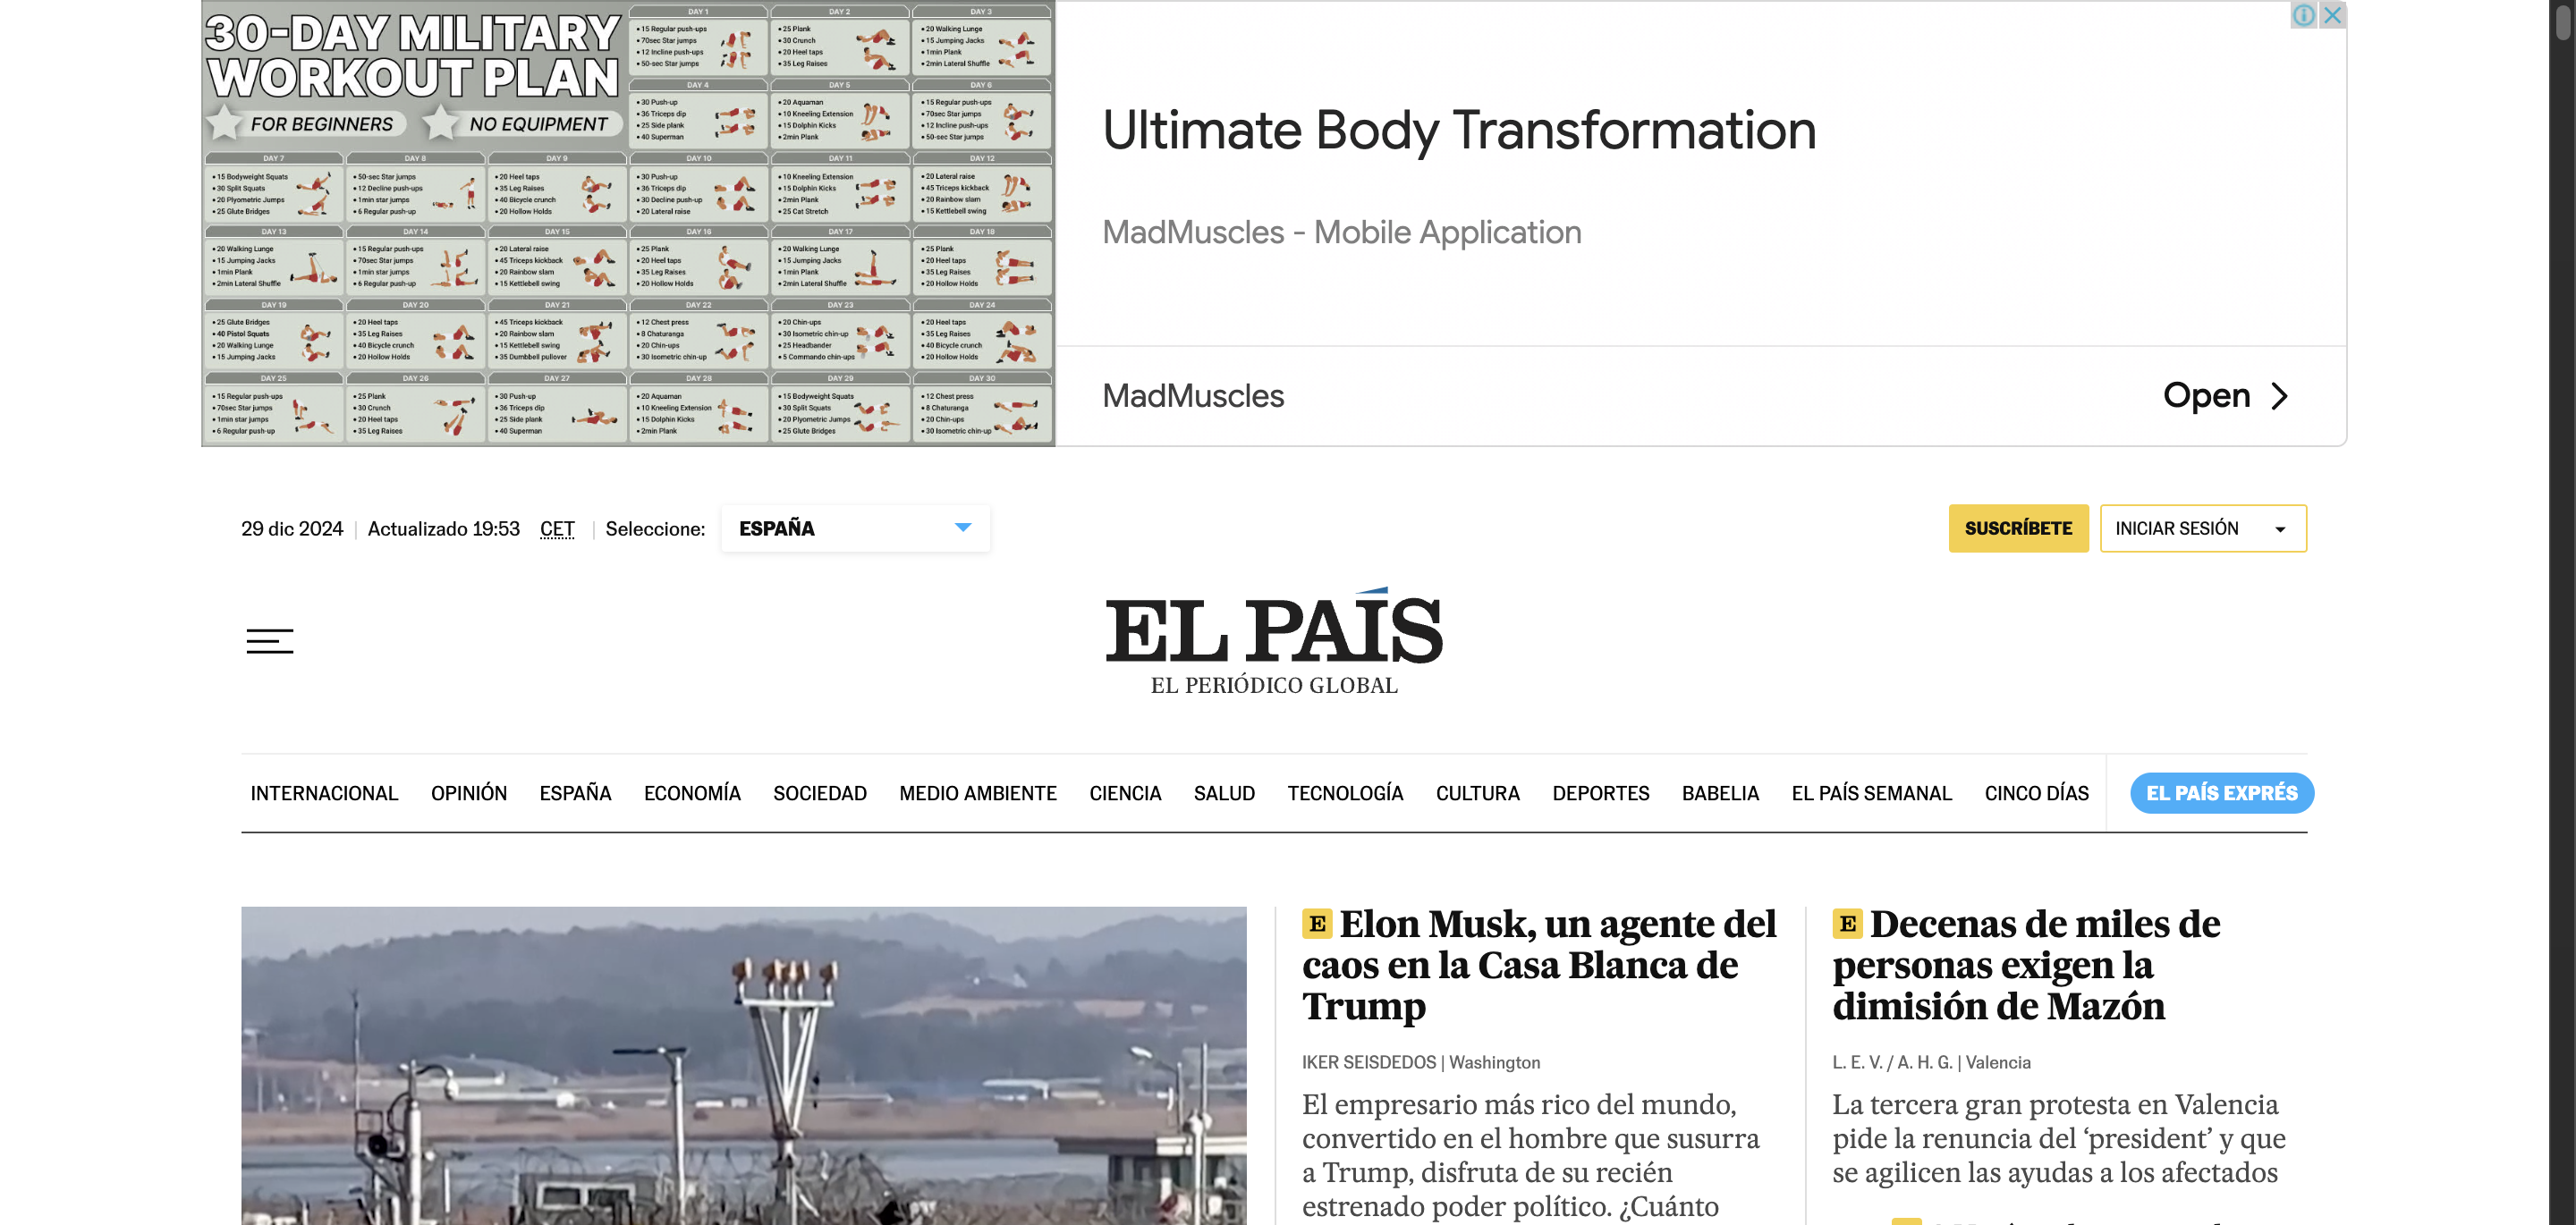 30-DAY MILITARY
WORKOUT PLAN
FOR BEGINNERS
NO EQUIPMENT
DAY 1
• 15 Regular push-ups
• 70sec Star jumps
• 12 Incline push-ups
• 50-sec Star jumps
DAY 2
• 25 Plank
• 30 Crunch
• 20 Heel taps
• 35 Leg Raises
DAY 3
• 20 Walking Lunge
• 15 Jumping Jacks
• 1min Plank
• 2min Lateral Shuffle
DAY 4
• 30 Push-up
• 36 Triceps dip
• 25 Side plank
• 40 Superman
DAY 5
• 20 Aquaman
• 10 Kneeling Extension
• 15 Dolphin Kicks
• 2min Plank
DAY 6
• 15 Regular push-ups
• 70sec Star jumps
• 12 Incline push-ups
• 50-sec Star jumps
DAY 7
• 15 Bodyweight Squats
• 30 Split Squats
• 20 Plyometric Jumps
• 25 Glute Bridges
DAY 8
• 50-sec Star jumps
• 12 Decline push-ups
• 1min star jumps
• 6 Regular push-up
DAY 9
• 20 Heel taps
• 35 Leg Raises
• 40 Bicycle crunch
• 20 Hollow Holds
DAY 10
• 30 Push-up
• 36 Triceps dip
• 30 Decline push-up
• 20 Lateral raise
DAY 11
• 10 Kneeling Extension
• 15 Dolphin Kicks
• 2min Plank
• 25 Cat Stretch
DAY 12
• 20 Lateral raise
• 45 Triceps kickback
• 20 Rainbow slam
• 15 Kettlebell swing
DAY 13
• 20 Walking Lunge
• 15 Jumping Jacks
• 1min Plank
• 2min Lateral Shuffle
DAY 14
• 15 Regular push-ups
• 70sec Star jumps
• 1min star jumps
• 6 Regular push-up
DAY 15
• 20 Lateral raise
• 45 Triceps kickback
• 20 Rainbow slam
• 15 Kettlebell swing
DAY 16
• 25 Plank
• 20 Heel taps
• 35 Leg Raises
• 20 Hollow Holds
DAY 17
• 20 Walking Lunge
• 15 Jumping Jacks
• 1min Plank
• 2min Lateral Shuffle
DAY 18
• 25 Plank
• 20 Heel taps
• 35 Leg Raises
• 20 Hollow Holds
DAY 19
• 25 Glute Bridges
• 40 Pistol Squats
• 20 Walking Lunge
• 15 Jumping Jacks
DAY 20
• 20 Heel taps
• 35 Leg Raises
• 40 Bicycle crunch
• 20 Hollow Holds
DAY 21
• 45 Triceps kickback
• 20 Rainbow slam
• 15 Kettlebell swing
• 35 Dumbbell pullover
DAY 22
• 12 Chest press
• 8 Chaturanga
• 20 Chin-ups
• 30 Isometric chin-up
DAY 23
• 20 Chin-ups
• 30 Isometric chin-up
• 25 Headbander
• 5 Commando chin-ups
DAY 24
• 20 Heel taps
• 35 Leg Raises
• 40 Bicycle crunch
• 20 Hollow Holds
DAY 25
• 15 Regular push-ups
• 70sec Star jumps
• 1min star jumps
• 6 Regular push-up
DAY 26
• 25 Plank
• 30 Crunch
• 20 Heel taps
• 35 Leg Raises
DAY 27
• 30 Push-up
• 36 Triceps dip
• 25 Side plank
• 40 Superman
DAY 28
• 20 Aquaman
• 10 Kneeling Extension
• 15 Dolphin Kicks
• 2min Plank
DAY 29
• 15 Bodyweight Squats
• 30 Split Squats
• 20 Plyometric Jumps
• 25 Glute Bridges
DAY 30
• 12 Chest press
• 8 Chaturanga
• 20 Chin-ups
• 30 Isometric chin-up
Ultimate Body Transformation
MadMuscles - Mobile Application
MadMuscles
Open
29 dic 2024 | Actualizado 19:53 CET | Seleccione: ESPAÑA
SUSCRÍBETE
INICIAR SESIÓN
EL PAÍS
EL PERIÓDICO GLOBAL
INTERNACIONAL OPINIÓN ESPAÑA ECONOMÍA SOCIEDAD MEDIO AMBIENTE CIENCIA SALUD TECNOLOGÍA CULTURA DEPORTES BABELIA EL PAÍS SEMANAL CINCO DÍAS EL PAÍS EXPRÉS
E Elon Musk, un agente del
caos en la Casa Blanca de
Trump
IKER SEISDEDOS | Washington
El empresario más rico del mundo,
convertido en el hombre que susurra
a Trump, disfruta de su recién
estrenado poder político. ¿Cuánto
E Decenas de miles de
personas exigen la
dimisión de Mazón
L. E. V. / A. H. G. | Valencia
La tercera gran protesta en Valencia
pide la renuncia del ‘president’ y que
se agilicen las ayudas a los afectados